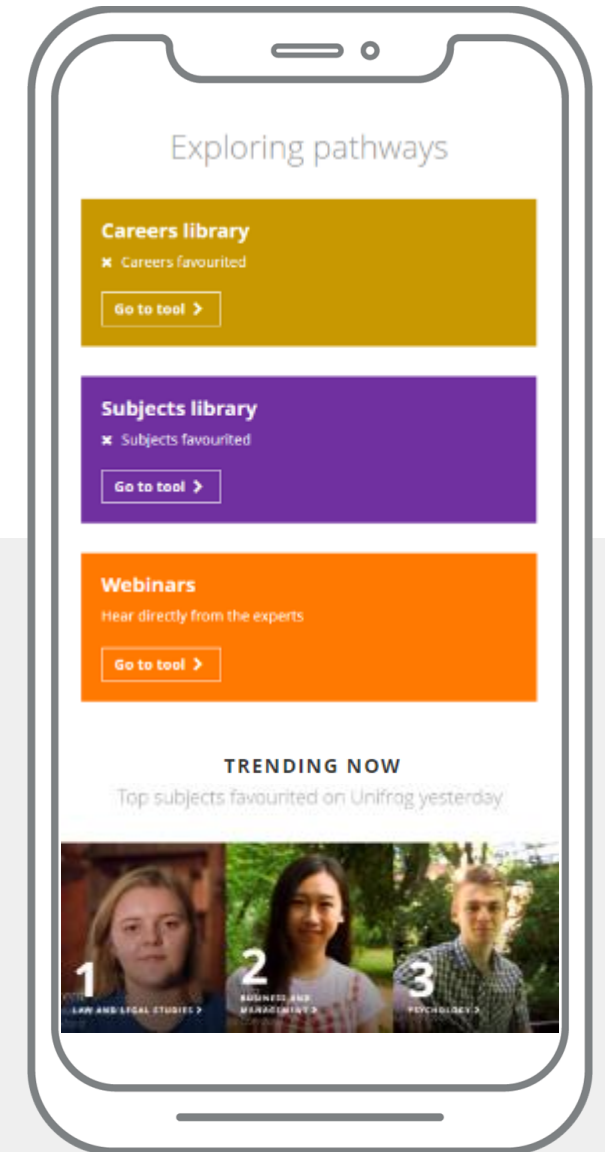 Exploring pathways
Careers library
✖ Careers favourited
Go to tool ❯
Subjects library
✖ Subjects favourited
Go to tool ❯
Webinars
Hear directly from the experts
Go to tool ❯
TRENDING NOW
Top subjects favourited on Unifrog yesterday
1
LAW AND LEGAL STUDIES ❯
2
BUSINESS AND
MANAGEMENT ❯
3
PSYCHOLOGY ❯